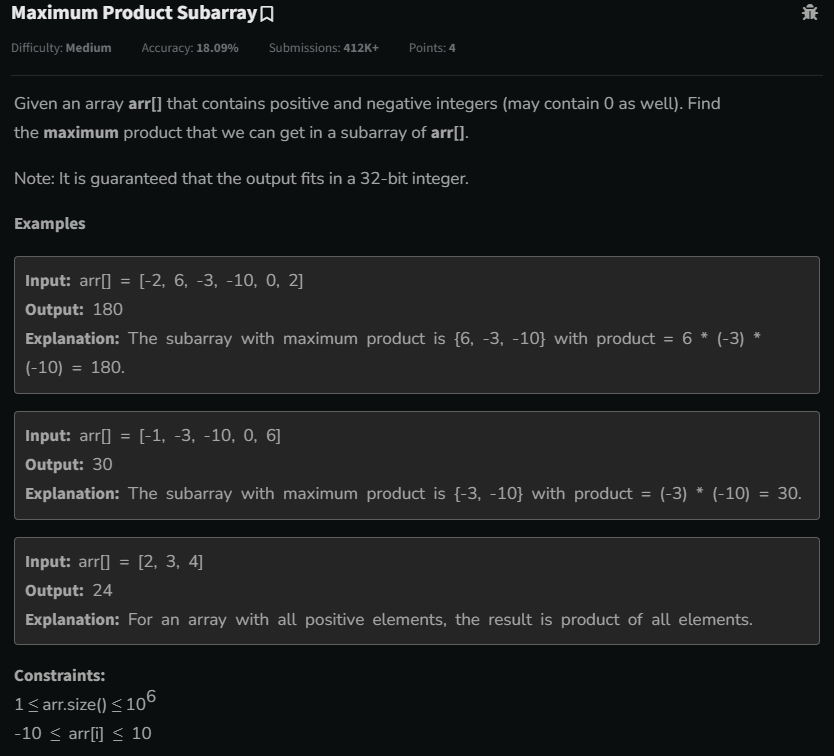 Maximum Product Subarray
Difficulty: Medium Accuracy: 18.09% Submissions: 412K+ Points: 4
Given an array arr[] that contains positive and negative integers (may contain 0 as well). Find
the maximum product that we can get in a subarray of arr[].
Note: It is guaranteed that the output fits in a 32-bit integer.
Examples
Input: arr[] = [-2, 6, -3, -10, 0, 2]
Output: 180
Explanation: The subarray with maximum product is {6, -3, -10} with product = 6 * (-3) *
(-10) = 180.
Input: arr[] = [-1, -3, -10, 0, 6]
Output: 30
Explanation: The subarray with maximum product is {-3, -10} with product = (-3) * (-10) = 30.
Input: arr[] = [2, 3, 4]
Output: 24
Explanation: For an array with all positive elements, the result is product of all elements.
Constraints:
1 ≤ arr.size() ≤ 10⁶
-10 ≤ arr[i] ≤ 10